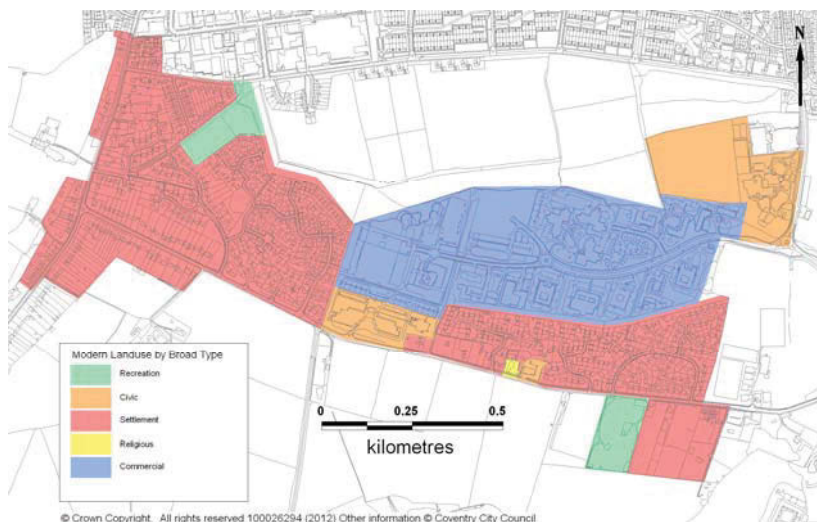 N
Modern Landuse by Broad Type
Recreation
Civic
Settlement
Religious
Commercial
0 0.25 0.5
kilometres
© Crown Copyright. All rights reserved 100026294 (2012) Other information © Coventry City Council